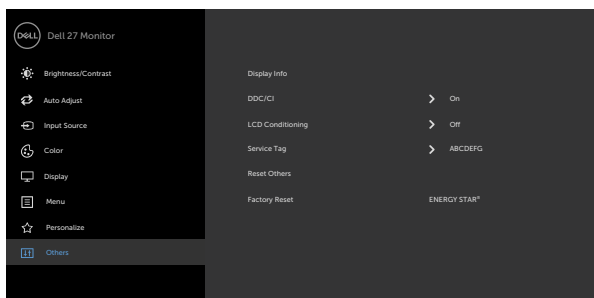 DELL Dell 27 Monitor
Brightness/Contrast
Display Info
Auto Adjust
DDC/CI On
Input Source
LCD Conditioning Off
Color
Service Tag ABCDEFG
Display
Reset Others
Menu
Factory Reset ENERGY STAR®
Personalize
Others